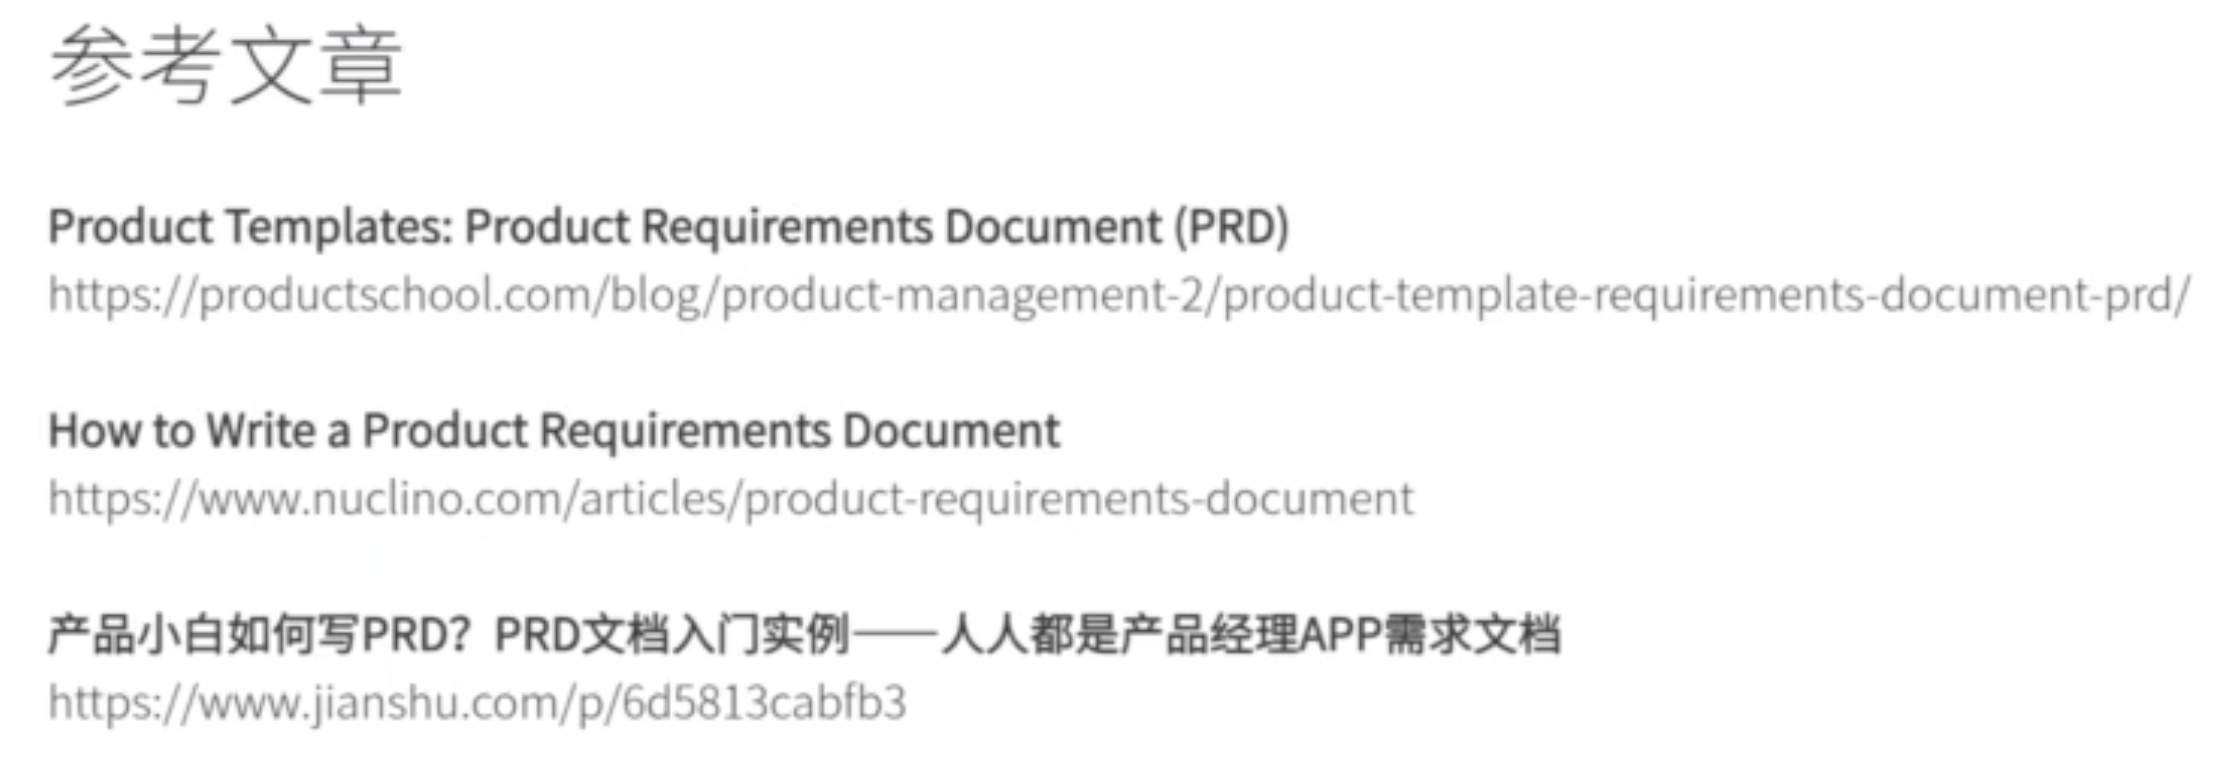 参考文章
Product Templates: Product Requirements Document (PRD)
https://productschool.com/blog/product-management-2/product-template-requirements-document-prd/
How to Write a Product Requirements Document
https://www.nuclino.com/articles/product-requirements-document
产品小白如何写PRD？PRD文档入门实例——人人都是产品经理APP需求文档
https://www.jianshu.com/p/6d5813cabfb3